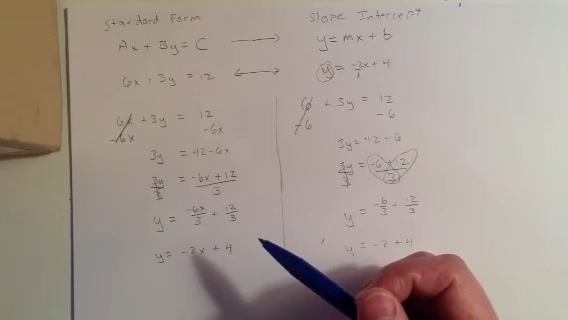 Standard Form
Ax + By = C
6x + 3y = 12
6x + 3y = 12
-6x -6x
3y = 12-6x
3y/3 = -6x+12/3
y = -6x/3 + 12/3
y = -2x + 4
Slope Intercept
y = mx + b
y = -2x/1 + 4
6 + 3y = 12
-6 -6
3y = 12 - 6
3y/3 = -6+12/3
y = -6/3 + 12/3
y = -2 + 4